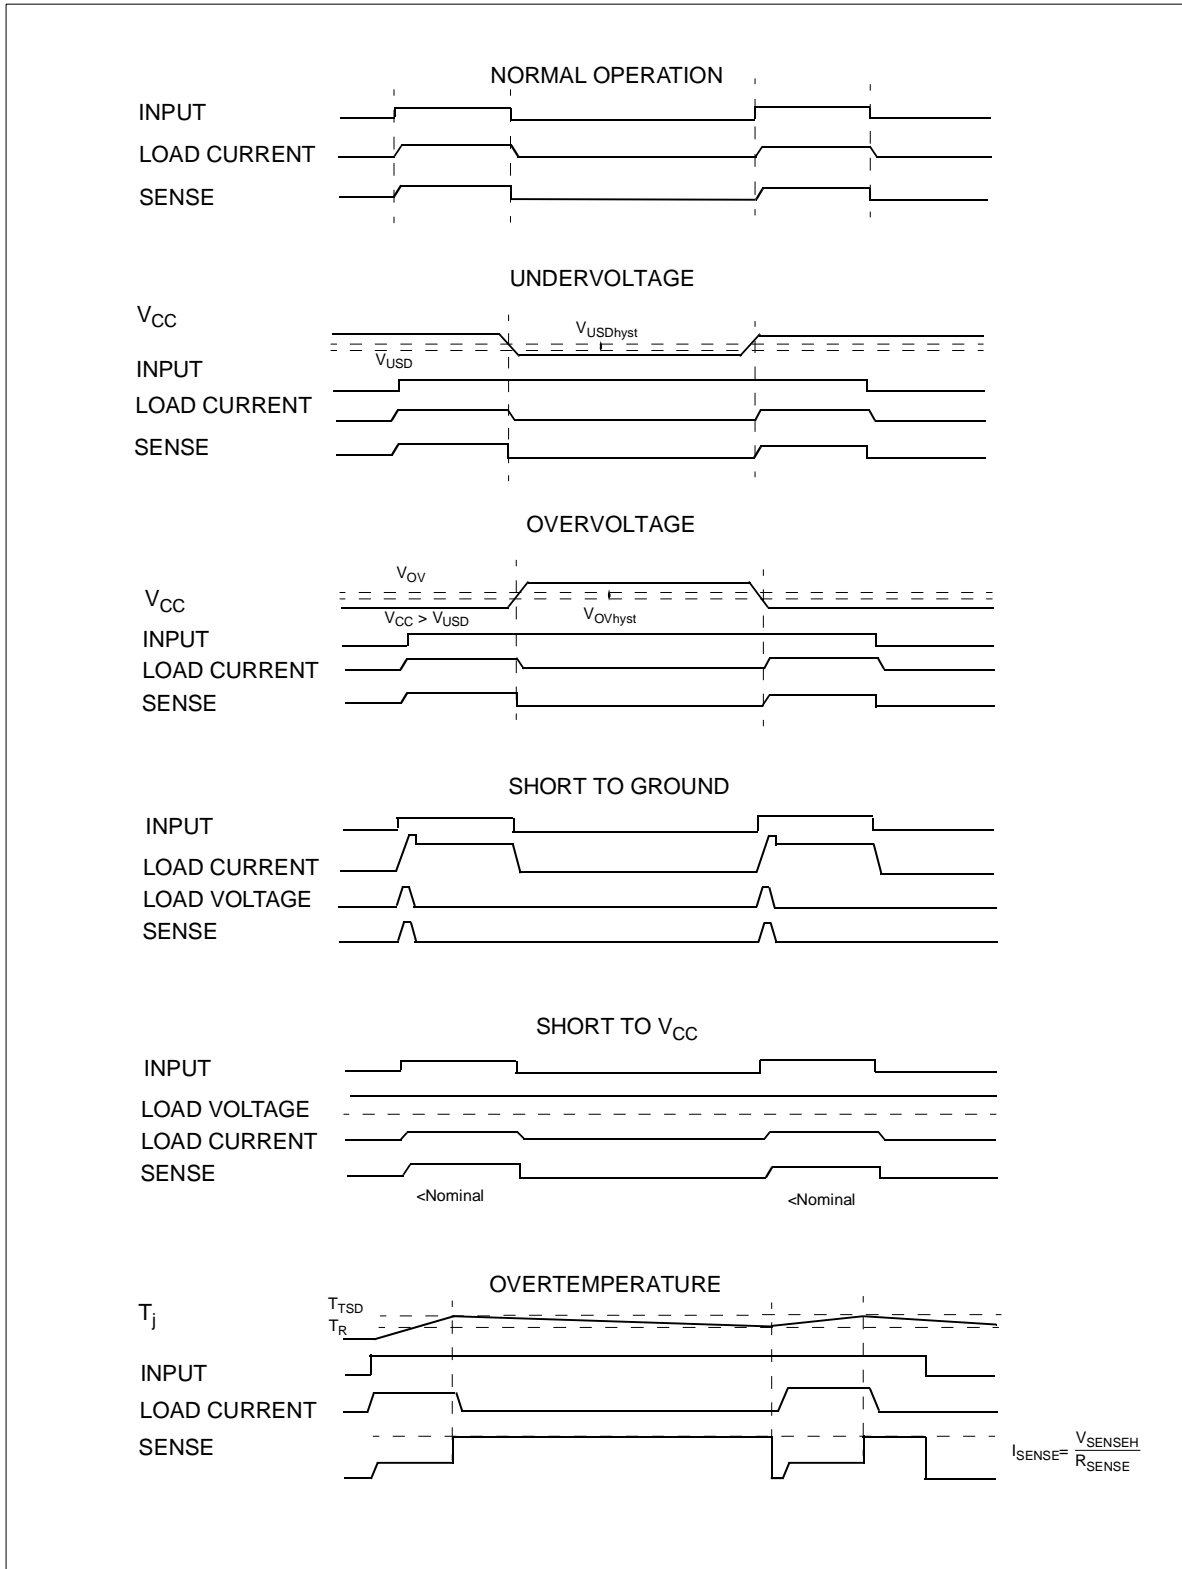 NORMAL OPERATION
INPUT
LOAD CURRENT
SENSE
UNDERVOLTAGE
VCC
VUSDhyst
VUSD
INPUT
LOAD CURRENT
SENSE
OVERVOLTAGE
VOV
VCC
VCC > VUSD
VOVhyst
INPUT
LOAD CURRENT
SENSE
SHORT TO GROUND
INPUT
LOAD CURRENT
LOAD VOLTAGE
SENSE
SHORT TO VCC
INPUT
LOAD VOLTAGE
LOAD CURRENT
SENSE
<Nominal <Nominal
OVERTEMPERATURE
Tj
TTSD
TR
INPUT
LOAD CURRENT
SENSE
ISENSE= VSENSEH
RSENSE